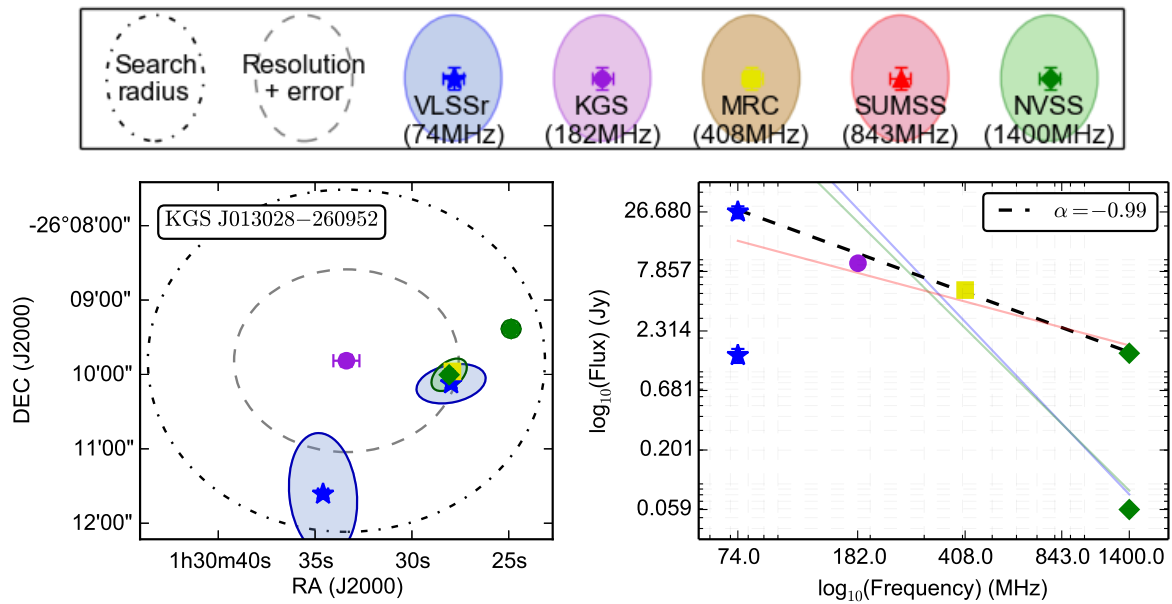 Search radius
Resolution + error
VLSSr (74MHz)
KGS (182MHz)
MRC (408MHz)
SUMSS (843MHz)
NVSS (1400MHz)
KGS J013028−260952
-26°08'00"
09'00"
10'00"
11'00"
12'00"
DEC (J2000)
1h30m40s
35s
30s
25s
RA (J2000)
α=−0.99
26.680
7.857
2.314
0.681
0.201
0.059
log10(Flux) (Jy)
74.0
182.0
408.0
843.0
1400.0
log10(Frequency) (MHz)